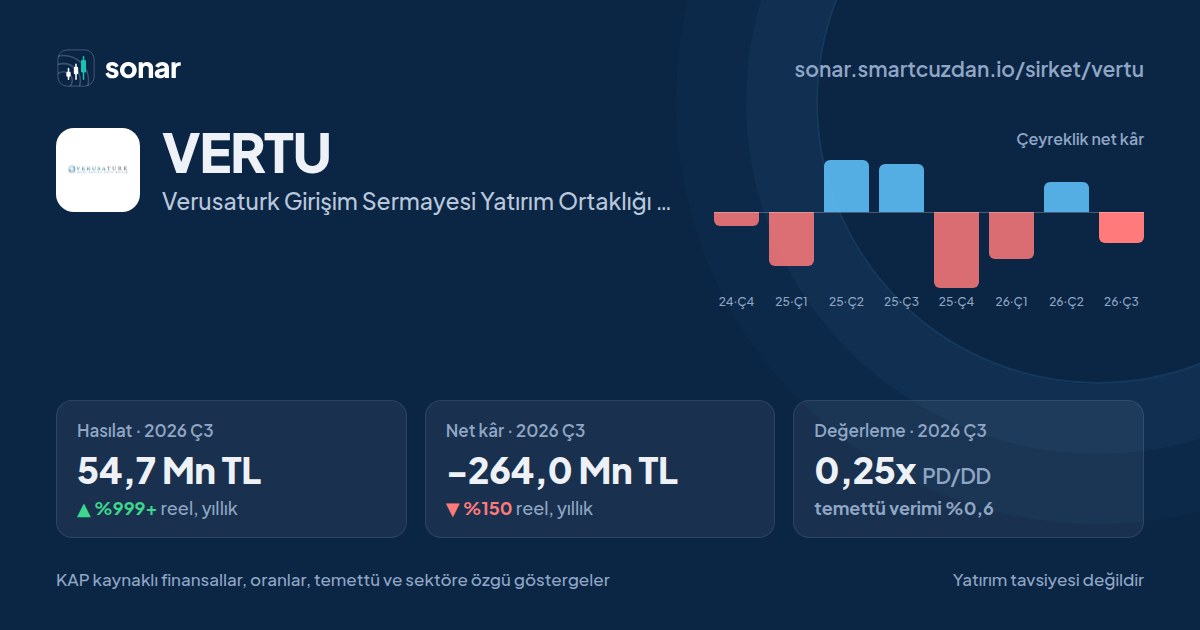 sonar
sonar.smartcuzdan.io/sirket/vertu
VERUSATURK
VERTU
Verusaturk Girişim Sermayesi Yatırım Ortaklığı ...
Çeyreklik net kâr
24·Ç4 25·Ç1 25·Ç2 25·Ç3 25·Ç4 26·Ç1 26·Ç2 26·Ç3
Hasılat · 2026 Ç3
54,7 Mn TL
▲ %999+ reel, yıllık
Net kâr · 2026 Ç3
−264,0 Mn TL
▼ %150 reel, yıllık
Değerleme · 2026 Ç3
0,25x PD/DD
temettü verimi %0,6
KAP kaynaklı finansallar, oranlar, temettü ve sektöre özgü göstergeler
Yatırım tavsiyesi değildir